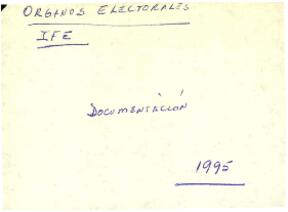 ORGANOS ELECTORALES
IFE
DOCUMENTACIÓN
1995